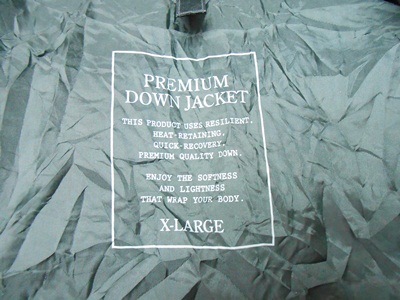 PREMIUM
DOWN JACKET
THIS PRODUCT USES RESILIENT.
HEAT-RETAINING.
QUICK-RECOVERY.
PREMIUM QUALITY DOWN.
ENJOY THE SOFTNESS
AND LIGHTNESS
THAT WRAP YOUR BODY.
X-LARGE